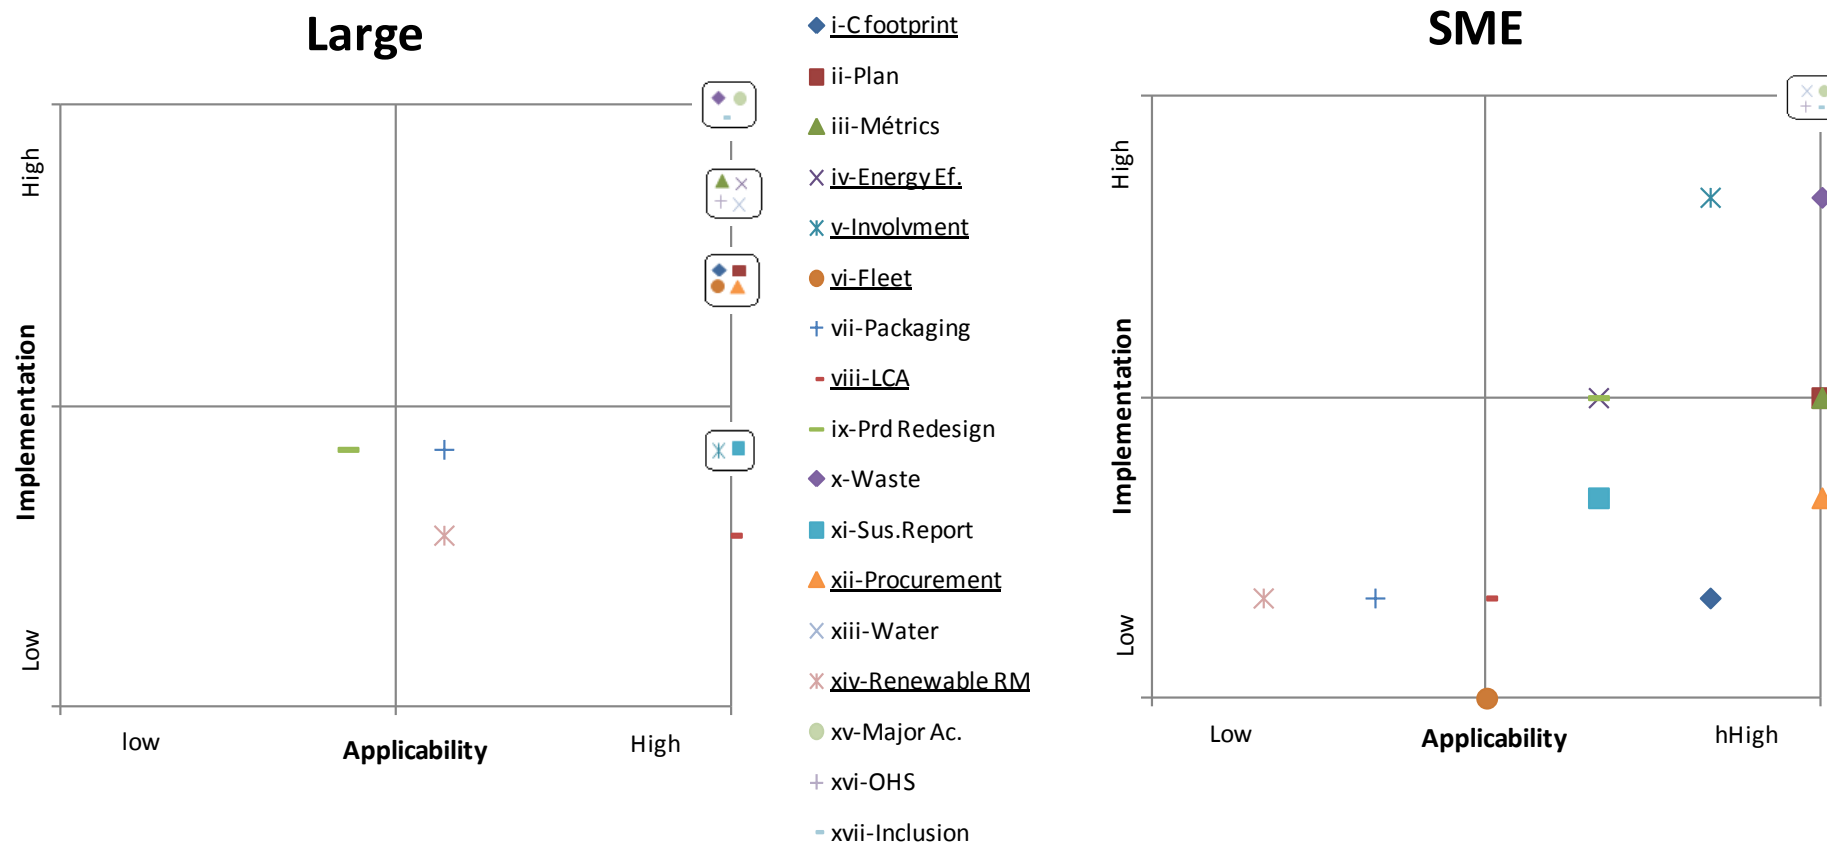 Large
High
Implementation
Low
low
Applicability
High
i-C footprint
ii-Plan
iii-Métrics
iv-Energy Ef.
v-Involvment
vi-Fleet
vii-Packaging
viii-LCA
ix-Prd Redesign
x-Waste
xi-Sus.Report
xii-Procurement
xiii-Water
xiv-Renewable RM
xv-Major Ac.
xvi-OHS
xvii-Inclusion
SME
High
Implementation
Low
Low
Applicability
hHigh